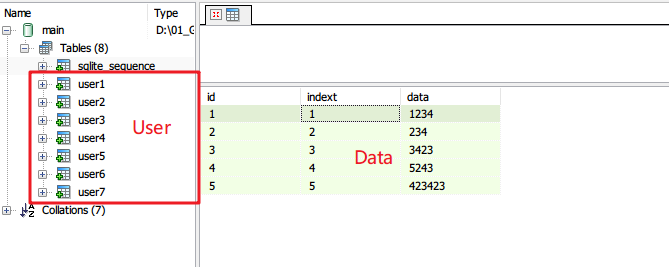 Name Type
main D:\01_G
Tables (8)
sqlite_sequence
user1
user2
user3
user4
user5
user6
user7
Collations (7)
User
id indext data
1 1 1234
2 2 234
3 3 3423
4 4 5243
5 5 423423
Data